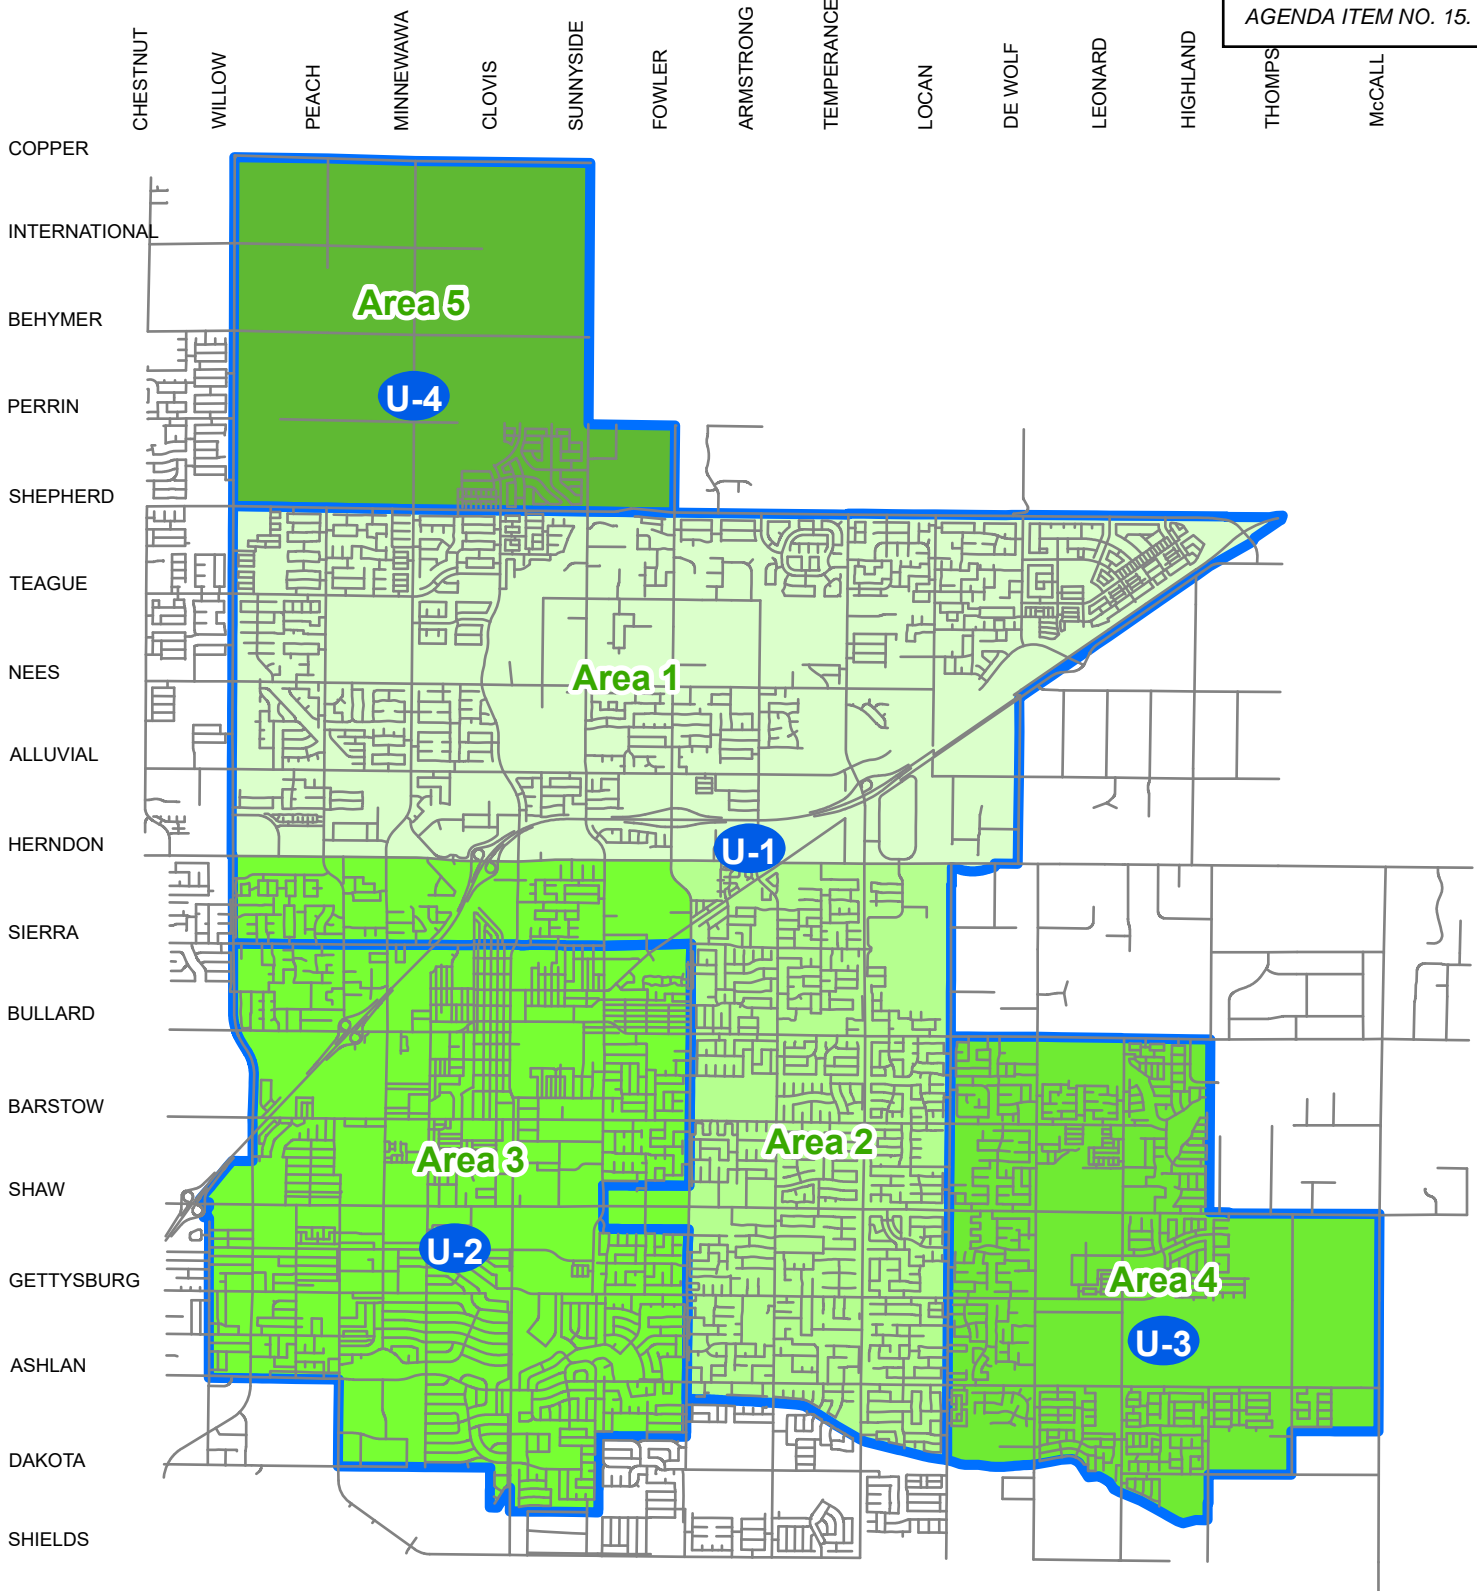 AGENDA ITEM NO. 15.
CHESTNUT
WILLOW
PEACH
MINNEWAWA
CLOVIS
SUNNYSIDE
FOWLER
ARMSTRONG
TEMPERANCE
LOCAN
DE WOLF
LEONARD
HIGHLAND
THOMPS
McCALL
COPPER
INTERNATIONAL
Area 5
BEHYMER
U-4
PERRIN
SHEPHERD
TEAGUE
NEES
Area 1
ALLUVIAL
HERNDON
U-1
SIERRA
BULLARD
BARSTOW
Area 2
Area 3
SHAW
U-2
GETTYSBURG
Area 4
U-3
ASHLAN
DAKOTA
SHIELDS